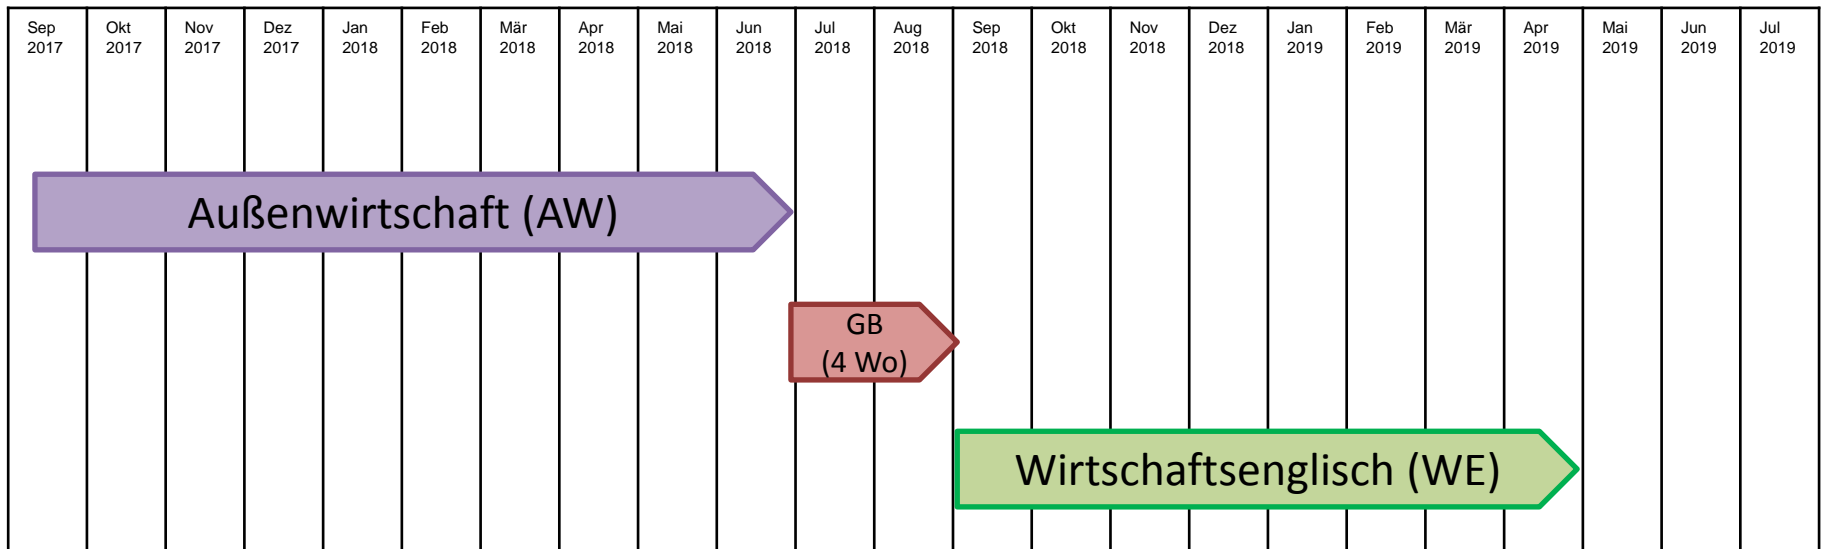 Sep Okt Nov Dez Jan Feb Mär Apr Mai Jun Jul Aug Sep Okt Nov Dez Jan Feb Mär Apr Mai Jun Jul
2017 2017 2017 2017 2018 2018 2018 2018 2018 2018 2018 2018 2018 2018 2018 2018 2019 2019 2019 2019 2019 2019 2019
Außenwirtschaft (AW)
GB
(4 Wo)
Wirtschaftsenglisch (WE)